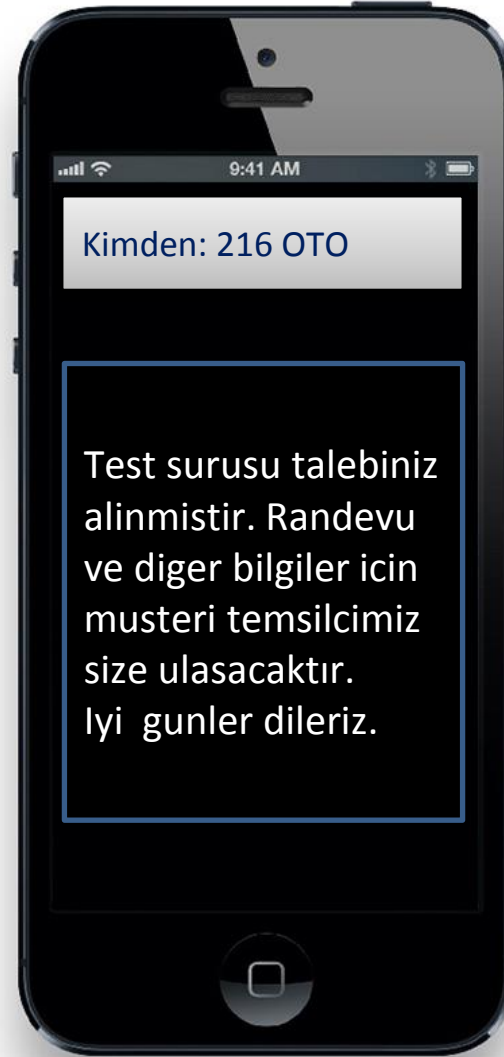 9:41 AM
Kimden: 216 OTO
Test surusu talebiniz
alinmistir. Randevu
ve diger bilgiler icin
musteri temsilcimiz
size ulasacaktır.
Iyi  gunler dileriz.